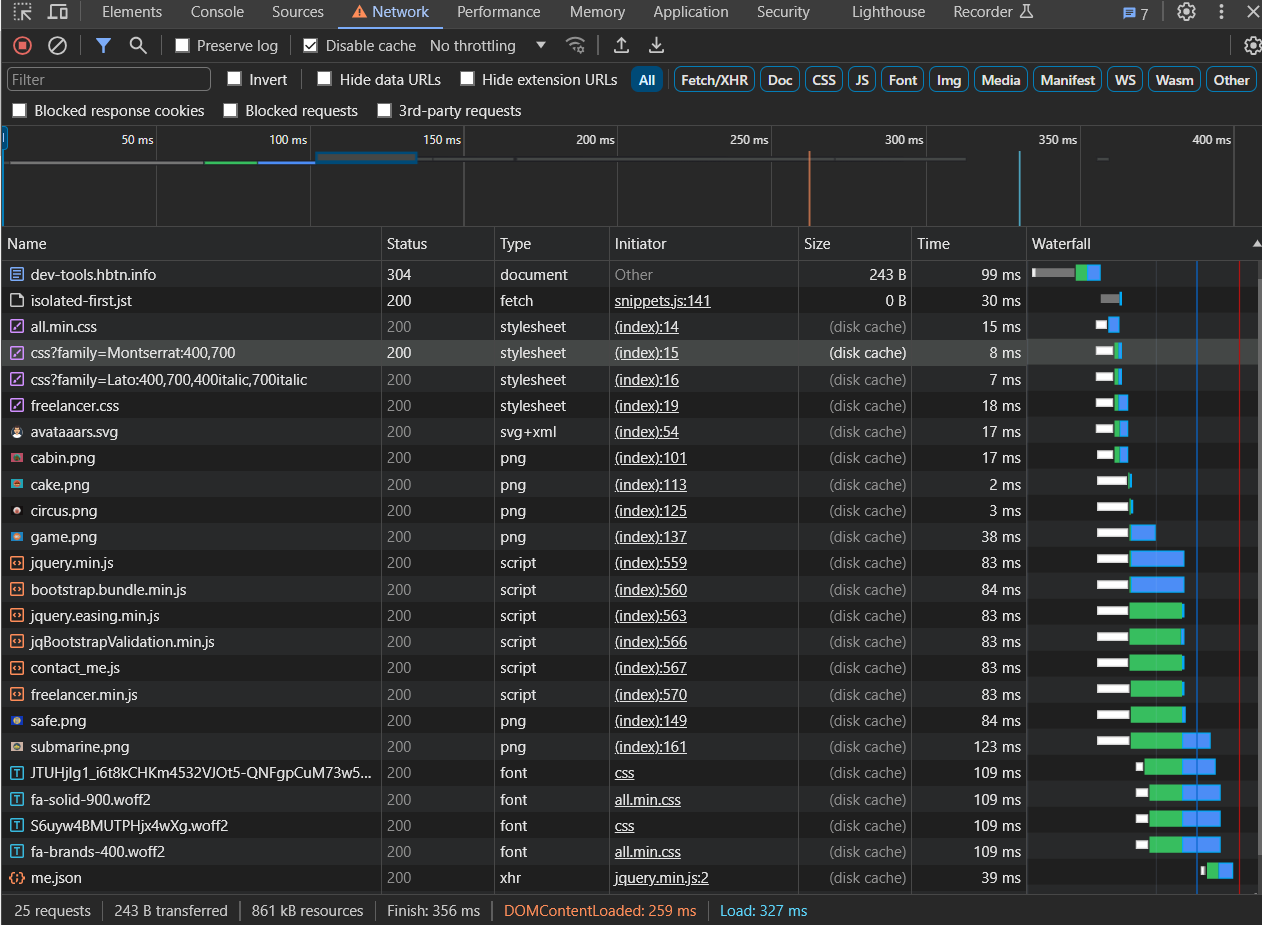 Elements Console Sources Network Performance Memory Application Security Lighthouse Recorder 7
Preserve log Disable cache No throttling
Filter Invert Hide data URLs Hide extension URLs All Fetch/XHR Doc CSS JS Font Img Media Manifest WS Wasm Other
Blocked response cookies Blocked requests 3rd-party requests
50 ms 100 ms 150 ms 200 ms 250 ms 300 ms 350 ms 400 ms
Name Status Type Initiator Size Time Waterfall
dev-tools.hbtn.info 304 document Other 243 B 99 ms
isolated-first.jst 200 fetch snippets.js:141 0 B 30 ms
all.min.css 200 stylesheet (index):14 (disk cache) 15 ms
css?family=Montserrat:400,700 200 stylesheet (index):15 (disk cache) 8 ms
css?family=Lato:400,700,400italic,700italic 200 stylesheet (index):16 (disk cache) 7 ms
freelancer.css 200 stylesheet (index):19 (disk cache) 18 ms
avataaars.svg 200 svg+xml (index):54 (disk cache) 17 ms
cabin.png 200 png (index):101 (disk cache) 17 ms
cake.png 200 png (index):113 (disk cache) 2 ms
circus.png 200 png (index):125 (disk cache) 3 ms
game.png 200 png (index):137 (disk cache) 38 ms
jquery.min.js 200 script (index):559 (disk cache) 83 ms
bootstrap.bundle.min.js 200 script (index):560 (disk cache) 84 ms
jquery.easing.min.js 200 script (index):563 (disk cache) 83 ms
jqBootstrapValidation.min.js 200 script (index):566 (disk cache) 83 ms
contact_me.js 200 script (index):567 (disk cache) 83 ms
freelancer.min.js 200 script (index):570 (disk cache) 83 ms
safe.png 200 png (index):149 (disk cache) 84 ms
submarine.png 200 png (index):161 (disk cache) 123 ms
JTUHjIg1_i6t8kCHKm4532VJOt5-QNFgpCuM73w5... 200 font css (disk cache) 109 ms
fa-solid-900.woff2 200 font all.min.css (disk cache) 109 ms
S6uyw4BMUTPHjx4wXg.woff2 200 font css (disk cache) 109 ms
fa-brands-400.woff2 200 font all.min.css (disk cache) 109 ms
me.json 200 xhr jquery.min.js:2 (disk cache) 39 ms
25 requests 243 B transferred 861 kB resources Finish: 356 ms DOMContentLoaded: 259 ms Load: 327 ms